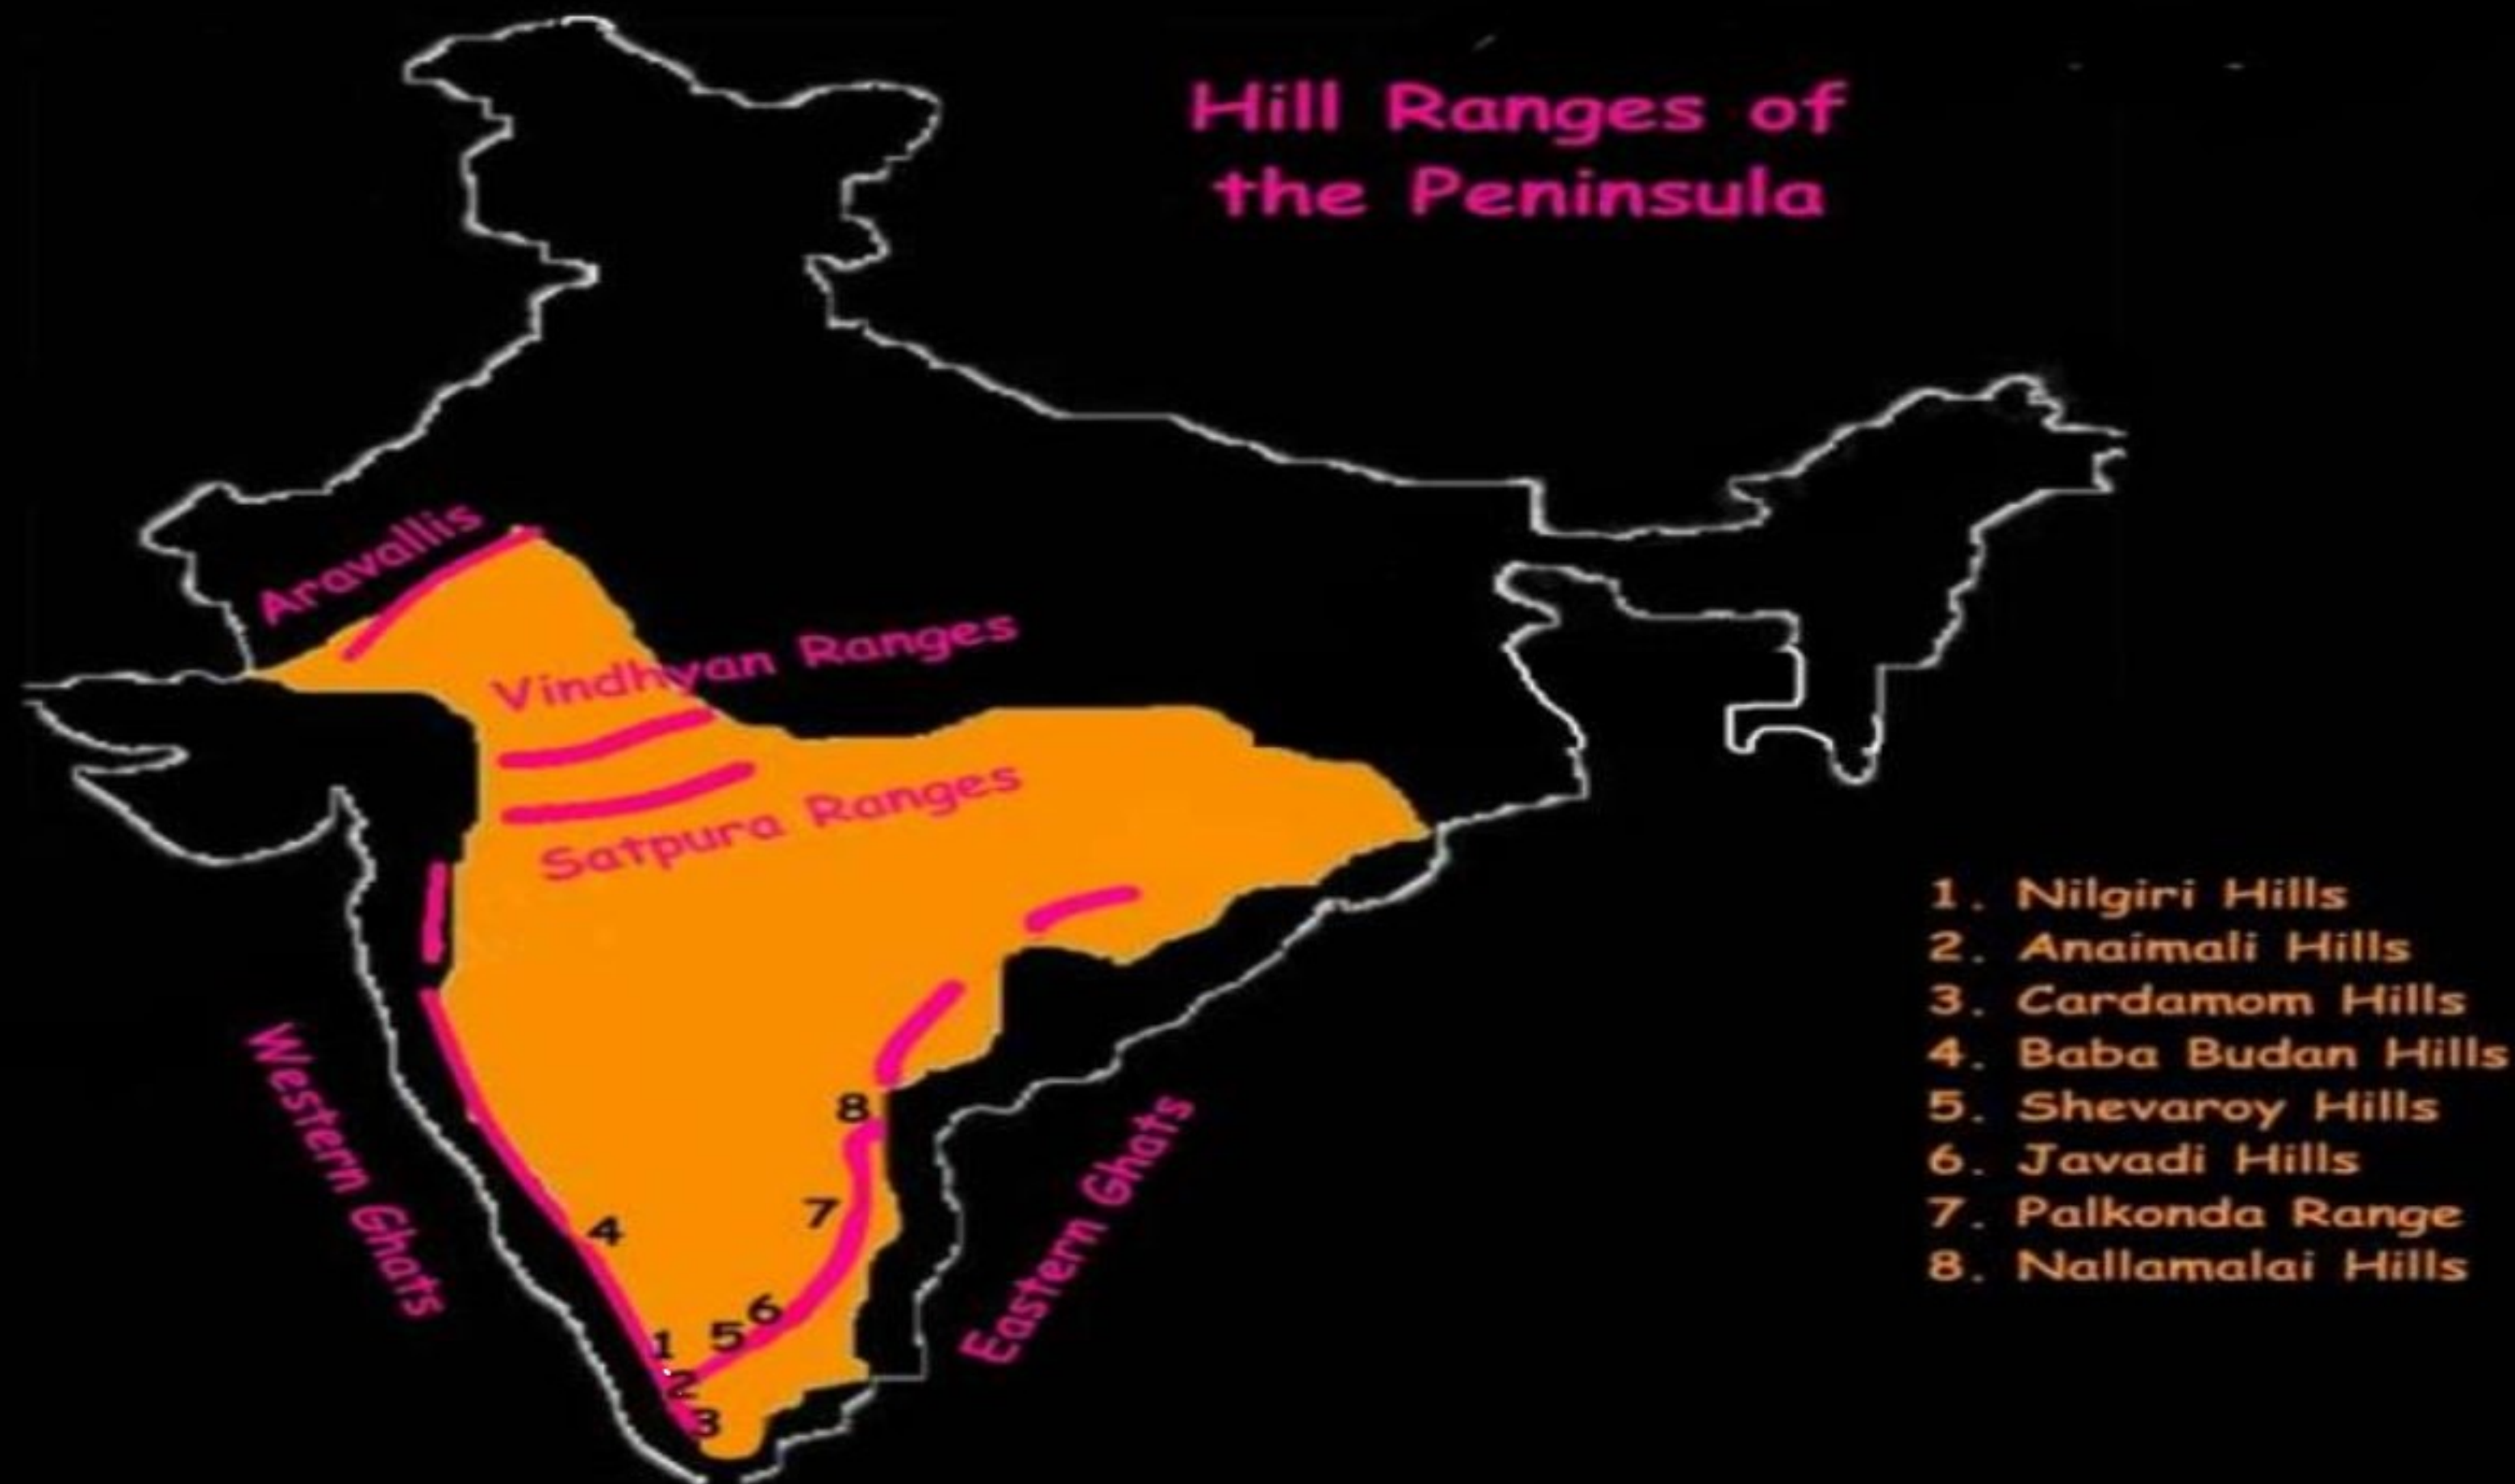 Hill Ranges of
the Peninsula
Aravallis
Vindhyan Ranges
Satpura Ranges
Western Ghats
Eastern Ghats
8
7
4
6
5
1
2
3
1. Nilgiri Hills
2. Anaimali Hills
3. Cardamom Hills
4. Baba Budan Hills
5. Shevaroy Hills
6. Javadi Hills
7. Palkonda Range
8. Nallamalai Hills